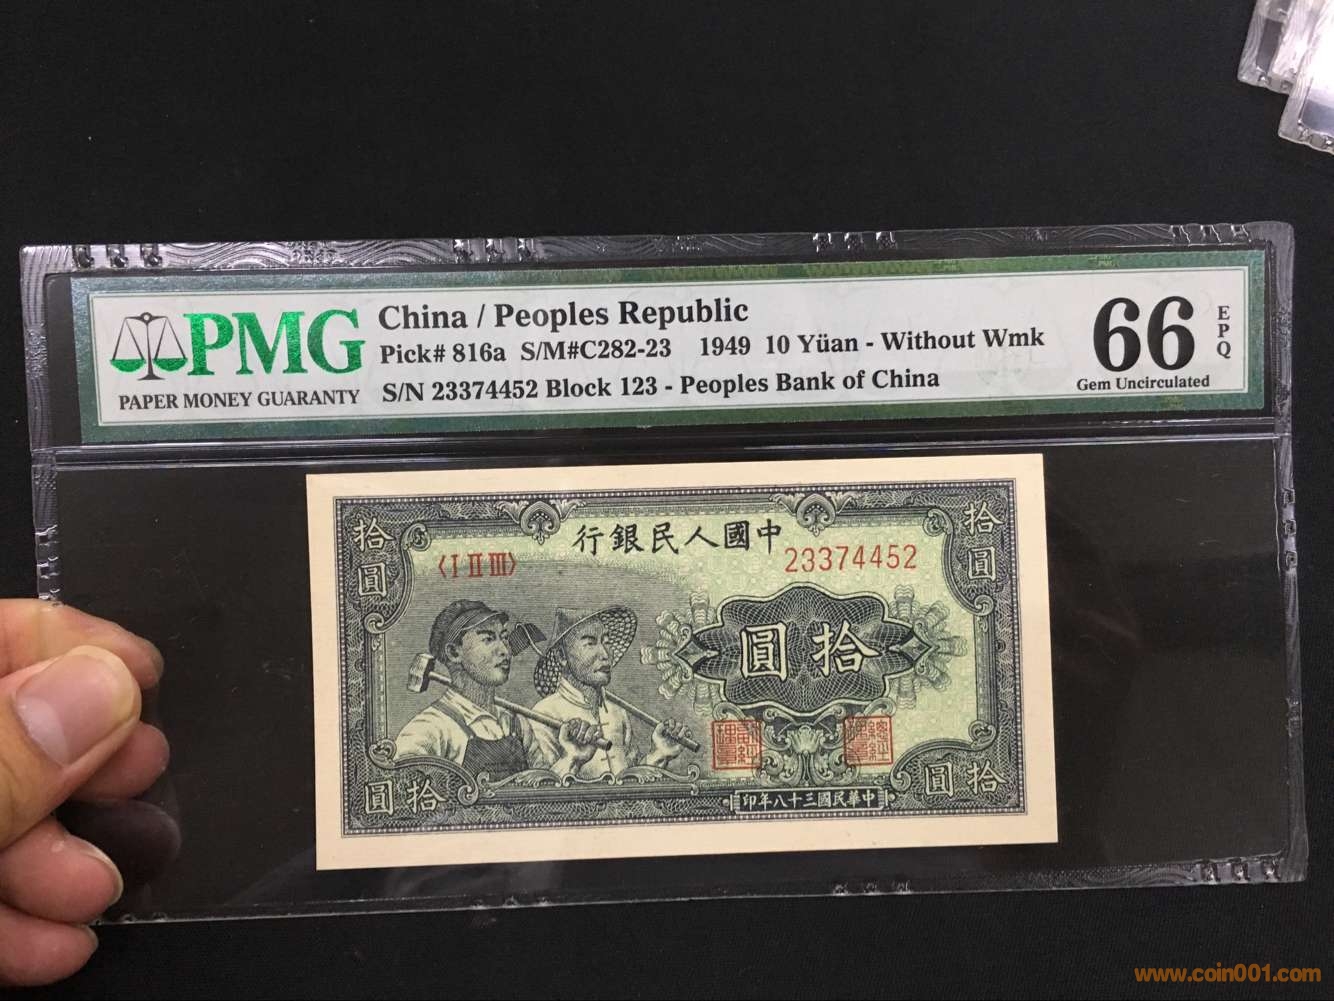 PMG
PAPER MONEY GUARANTY
China / Peoples Republic
Pick# 816a S/M#C282-23 1949 10 Yüan - Without Wmk
S/N 23374452 Block 123 - Peoples Bank of China
66
EPQ
Gem Uncirculated
行銀民人國中
〈I II III〉
23374452
拾圓
拾圓
圓拾
圓拾
圓拾
印年八十三國民華中
www.coin001.com